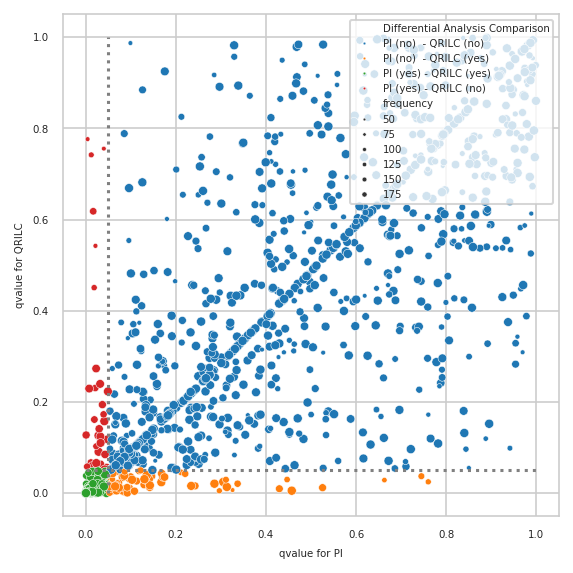 Differential Analysis Comparison
PI (no) - QRILC (no)
PI (no) - QRILC (yes)
PI (yes) - QRILC (yes)
PI (yes) - QRILC (no)
frequency
50
75
100
125
150
175
1.0
0.8
0.6
0.4
0.2
0.0
qvalue for QRILC
0.0 0.2 0.4 0.6 0.8 1.0
qvalue for PI